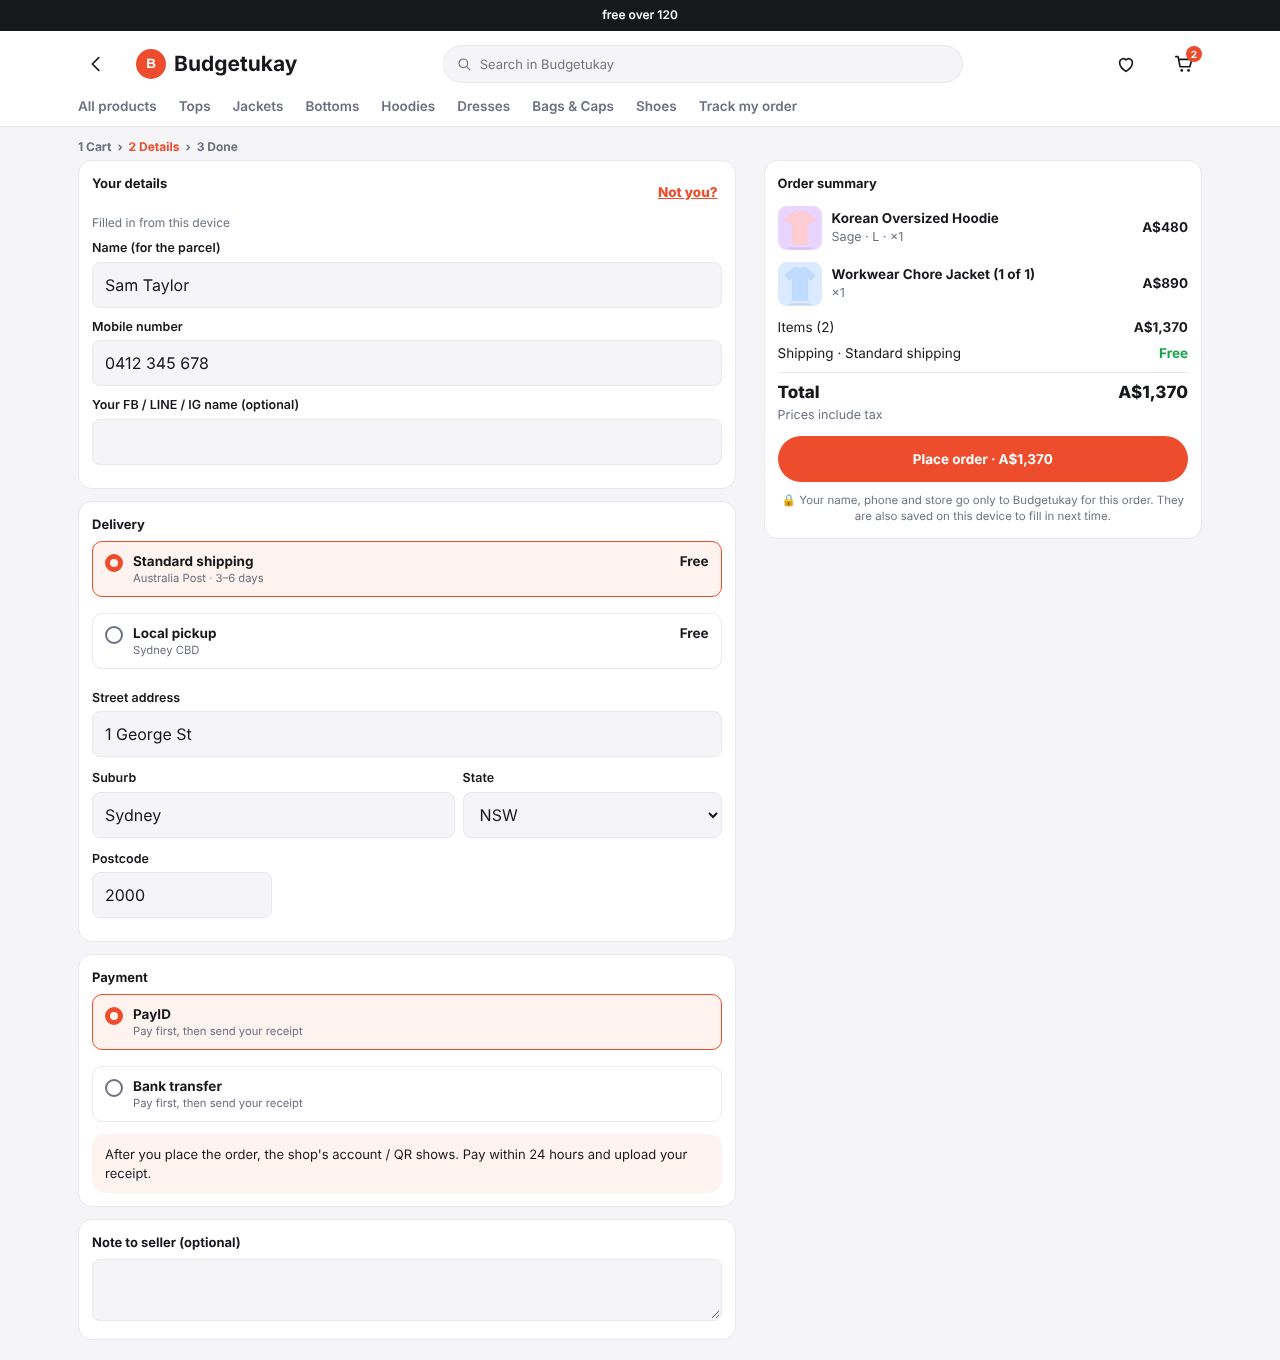 free over 120
B
Budgetukay
Search in Budgetukay
2
All products
Tops
Jackets
Bottoms
Hoodies
Dresses
Bags & Caps
Shoes
Track my order
1 Cart › 2 Details › 3 Done
Your details
Not you?
Filled in from this device
Name (for the parcel)
Sam Taylor
Mobile number
0412 345 678
Your FB / LINE / IG name (optional)
Delivery
Standard shipping
Free
Australia Post · 3–6 days
Local pickup
Free
Sydney CBD
Street address
1 George St
Suburb
State
Sydney
NSW
Postcode
2000
Payment
PayID
Pay first, then send your receipt
Bank transfer
Pay first, then send your receipt
After you place the order, the shop's account / QR shows. Pay within 24 hours and upload your
receipt.
Note to seller (optional)
Order summary
Korean Oversized Hoodie
Sage · L · ×1
A$480
Workwear Chore Jacket (1 of 1)
×1
A$890
Items (2)
A$1,370
Shipping · Standard shipping
Free
Total
A$1,370
Prices include tax
Place order · A$1,370
🔒 Your name, phone and store go only to Budgetukay for this order. They
are also saved on this device to fill in next time.